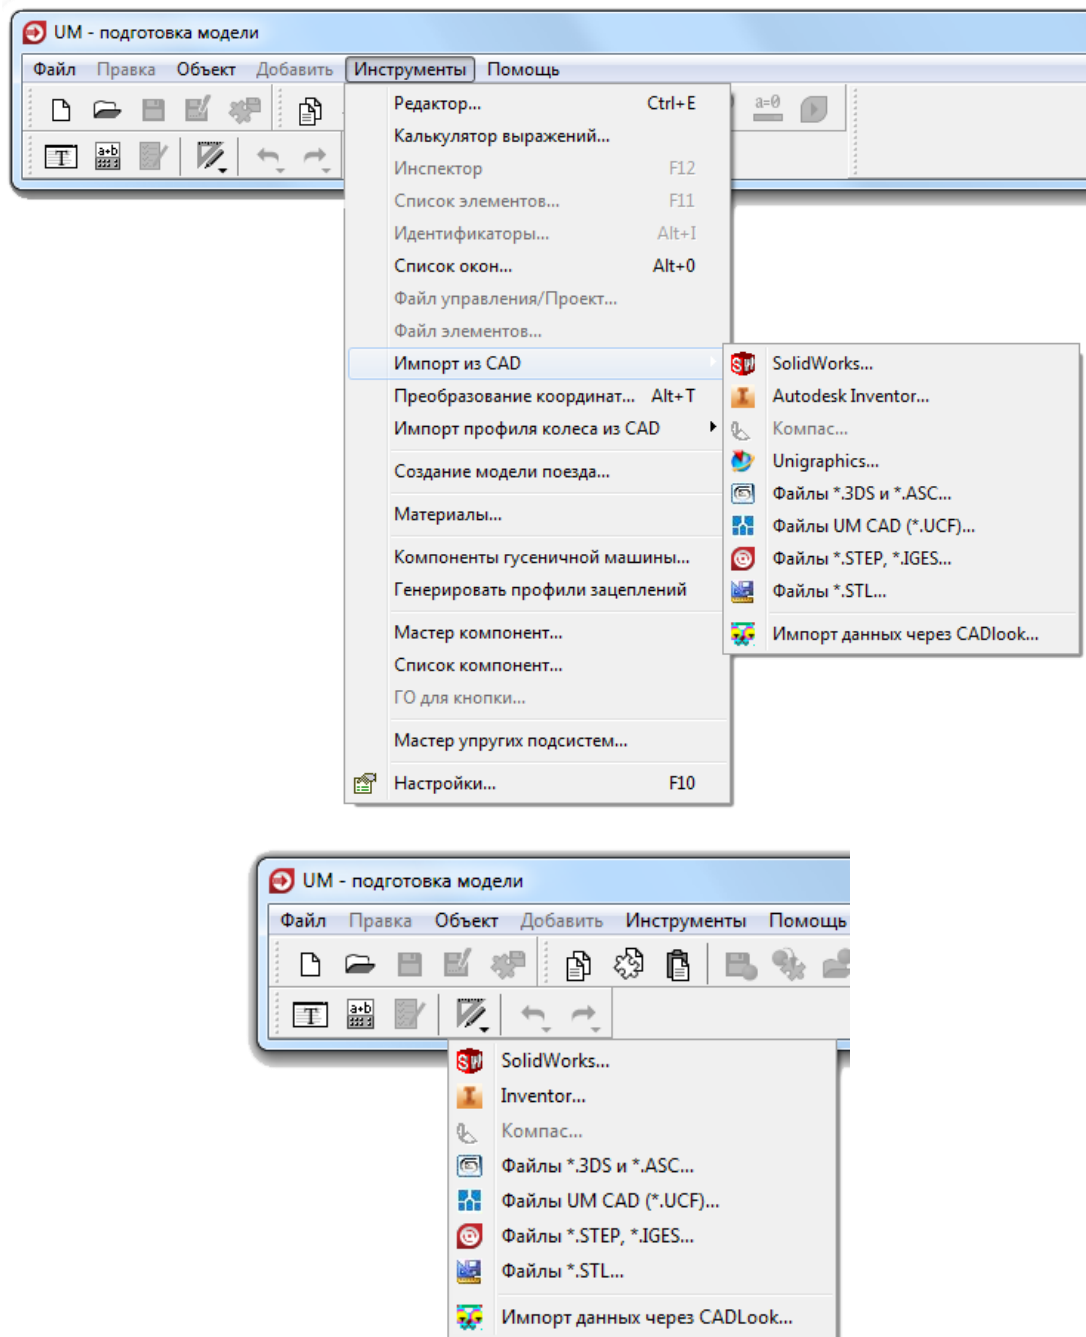 UM - подготовка модели
Файл Правка Объект Добавить Инструменты Помощь
a=0
T a+b
Редактор... Ctrl+E
Калькулятор выражений...
Инспектор F12
Список элементов... F11
Идентификаторы... Alt+I
Список окон... Alt+0
Файл управления/Проект...
Файл элементов...
Импорт из CAD
Преобразование координат... Alt+T
Импорт профиля колеса из CAD
Создание модели поезда...
Материалы...
Компоненты гусеничной машины...
Генерировать профили зацеплений
Мастер компонент...
Список компонент...
ГО для кнопки...
Мастер упругих подсистем...
Настройки... F10
SolidWorks...
Autodesk Inventor...
Компас...
Unigraphics...
Файлы *.3DS и *.ASC...
Файлы UM CAD (*.UCF)...
Файлы *.STEP, *.IGES...
Файлы *.STL...
Импорт данных через CADlook...
UM - подготовка модели
Файл Правка Объект Добавить Инструменты Помощь
T a+b
SolidWorks...
Inventor...
Компас...
Файлы *.3DS и *.ASC...
Файлы UM CAD (*.UCF)...
Файлы *.STEP, *.IGES...
Файлы *.STL...
Импорт данных через CADLook...